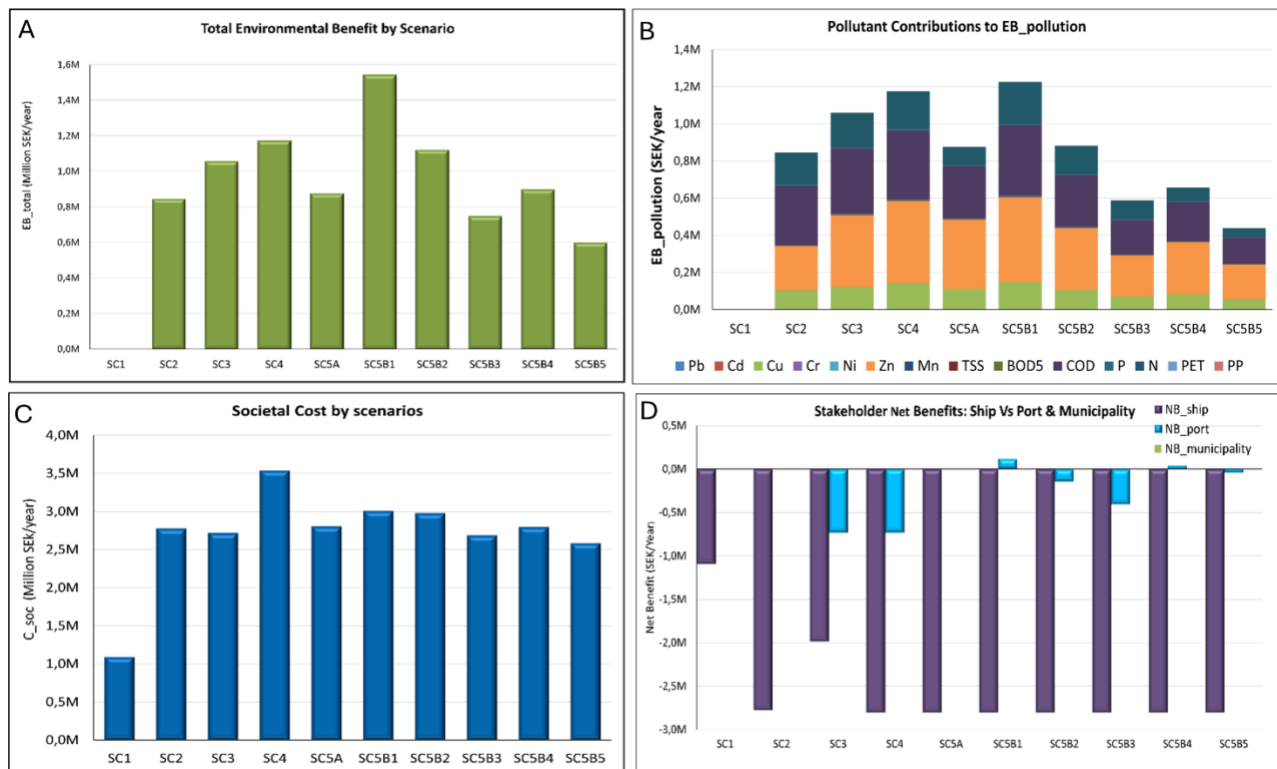 A
Total Environmental Benefit by Scenario
EB_total (Million SEK/year)
1,6M
1,4M
1,2M
1,0M
0,8M
0,6M
0,4M
0,2M
0,0M
SC1 SC2 SC3 SC4 SC5A SC5B1 SC5B2 SC5B3 SC5B4 SC5B5
B
Pollutant Contributions to EB_pollution
EB_pollution (SEK/year)
1,4M
1,2M
1,0M
0,8M
0,6M
0,4M
0,2M
0,0M
SC1 SC2 SC3 SC4 SC5A SC5B1 SC5B2 SC5B3 SC5B4 SC5B5
Pb Cd Cu Cr Ni Zn Mn TSS BOD5 COD P N PET PP
C
Societal Cost by scenarios
C_soc (Million SEk/year)
4,0M
3,5M
3,0M
2,5M
2,0M
1,5M
1,0M
0,5M
0,0M
SC1 SC2 SC3 SC4 SC5A SC5B1 SC5B2 SC5B3 SC5B4 SC5B5
D
Stakeholder Net Benefits: Ship Vs Port & Municipality
NB_ship
NB_port
NB_municipality
Net Benefit (SEK/Year)
0,5M
0,0M
-0,5M
-1,0M
-1,5M
-2,0M
-2,5M
-3,0M
SC1 SC2 SC3 SC4 SC5A SC5B1 SC5B2 SC5B3 SC5B4 SC5B5